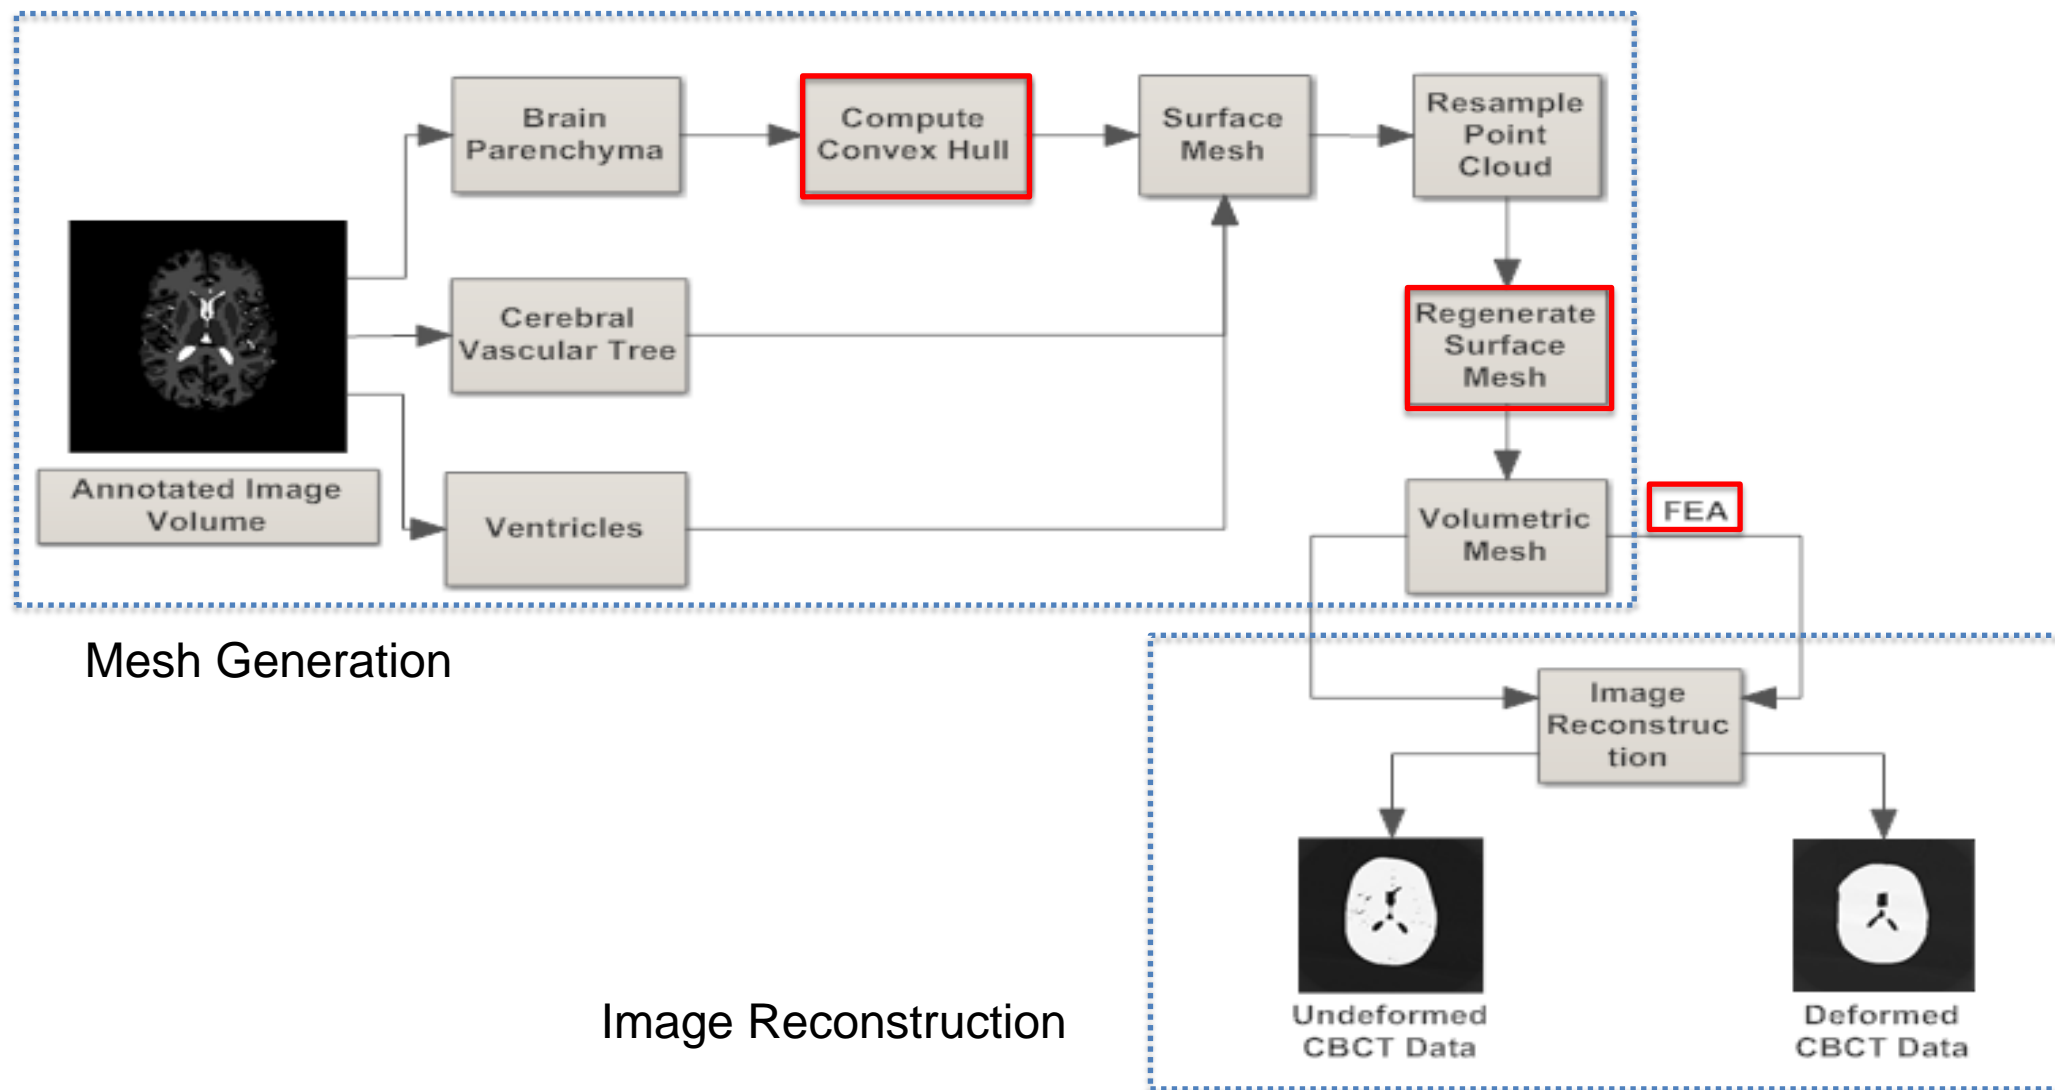 Brain
Parenchyma
Compute
Convex Hull
Surface
Mesh
Resample
Point
Cloud
Cerebral
Vascular Tree
Regenerate
Surface
Mesh
Annotated Image
Volume
Ventricles
Volumetric
Mesh
FEA
Mesh Generation
Image
Reconstruc
tion
Image Reconstruction
Undeformed
CBCT Data
Deformed
CBCT Data